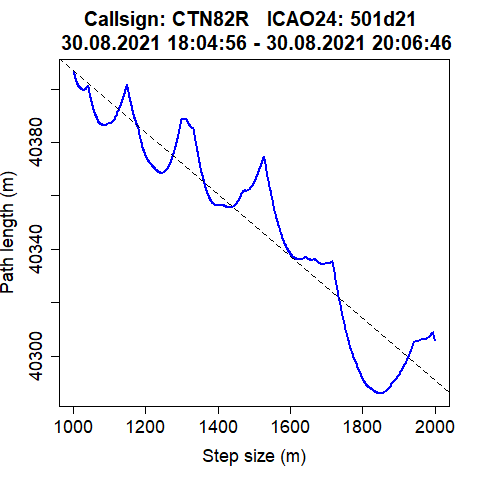 Callsign: CTN82R   ICAO24: 501d21
30.08.2021 18:04:56 - 30.08.2021 20:06:46
Path length (m)
40380
40340
40300
1000 1200 1400 1600 1800 2000
Step size (m)